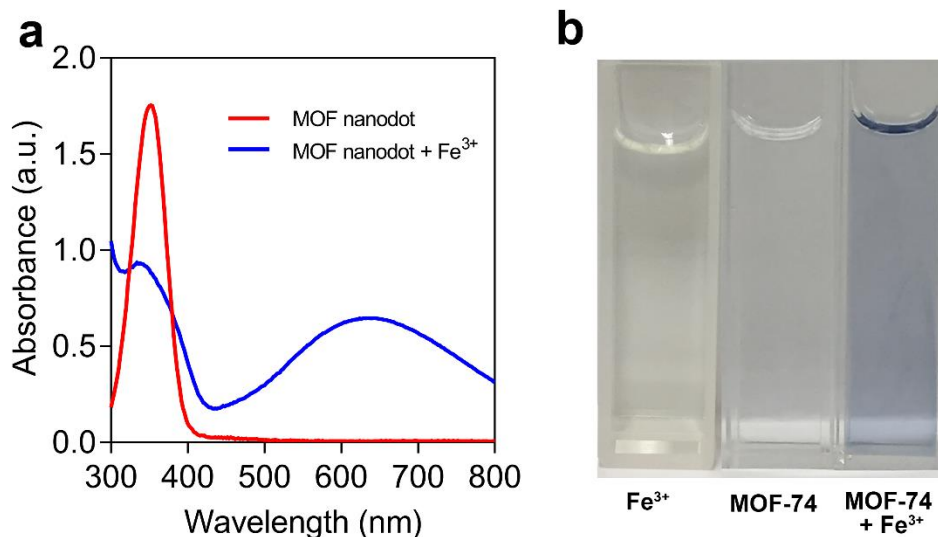 a
2.0
1.5
1.0
0.5
0.0
Absorbance (a.u.)
MOF nanodot
MOF nanodot + Fe³⁺
300 400 500 600 700 800
Wavelength (nm)
b
Fe³⁺
MOF-74
MOF-74
+ Fe³⁺